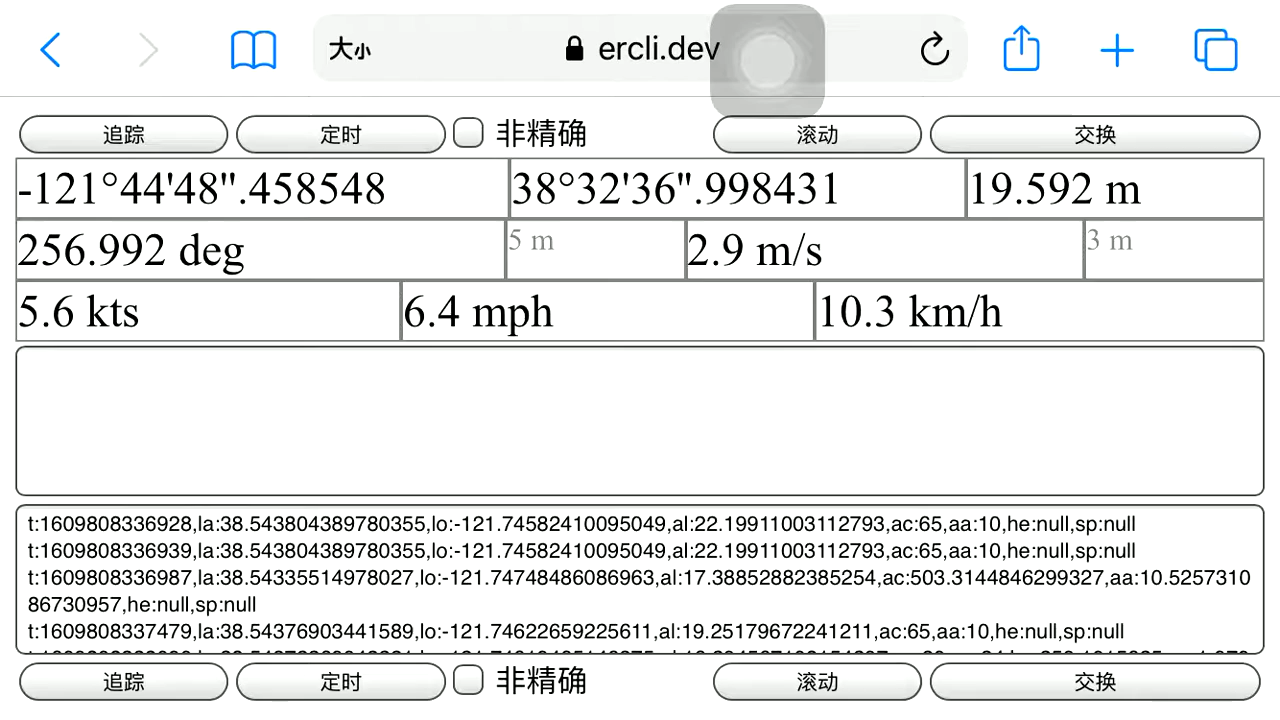 大小 ercli.dev
追踪 定时 非精确 滚动 交换
-121°44'48".458548 38°32'36".998431 19.592 m
256.992 deg 5 m 2.9 m/s 3 m
5.6 kts 6.4 mph 10.3 km/h
t:1609808336928,la:38.543804389780355,lo:-121.74582410095049,al:22.19911003112793,ac:65,aa:10,he:null,sp:null
t:1609808336939,la:38.543804389780355,lo:-121.74582410095049,al:22.19911003112793,ac:65,aa:10,he:null,sp:null
t:1609808336987,la:38.54335514978027,lo:-121.74748486086963,al:17.38852882385254,ac:503.3144846299327,aa:10.5257310
86730957,he:null,sp:null
t:1609808337479,la:38.54376903441589,lo:-121.74622659225611,al:19.25179672241211,ac:65,aa:10,he:null,sp:null
追踪 定时 非精确 滚动 交换